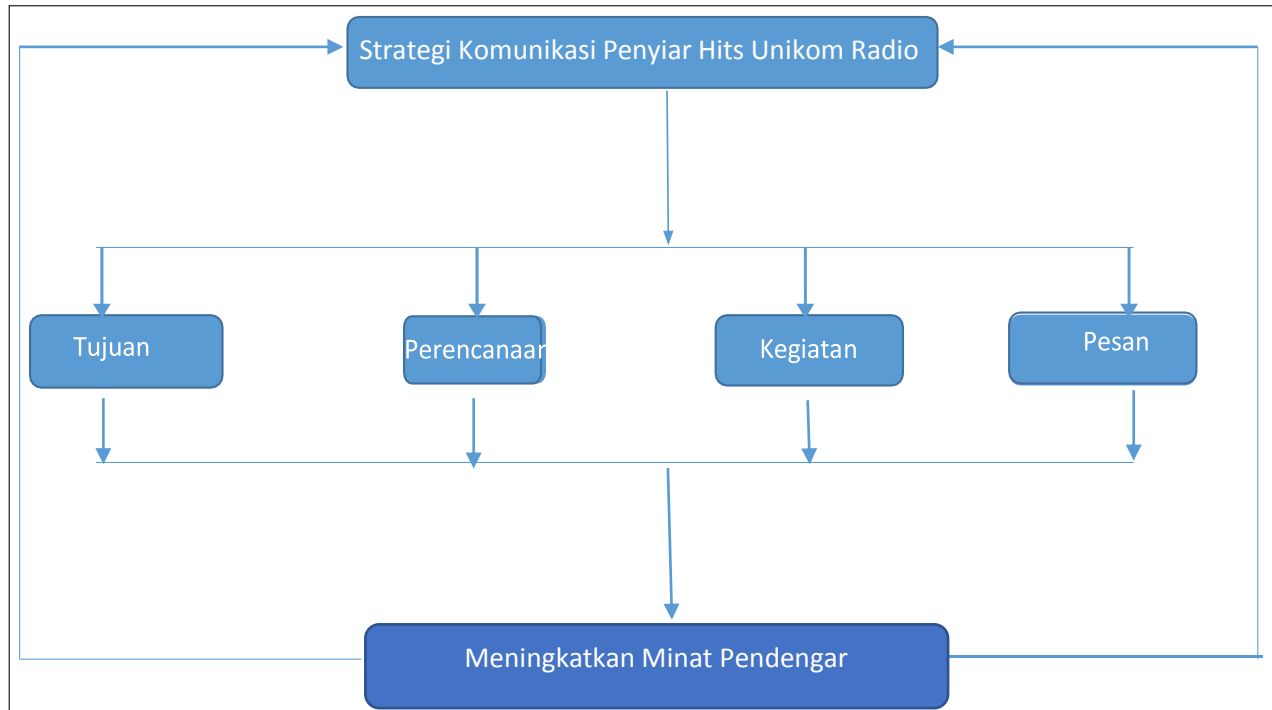 Strategi Komunikasi Penyiar Hits Unikom Radio
Tujuan
Perencanaan
Kegiatan
Pesan
Meningkatkan Minat Pendengar